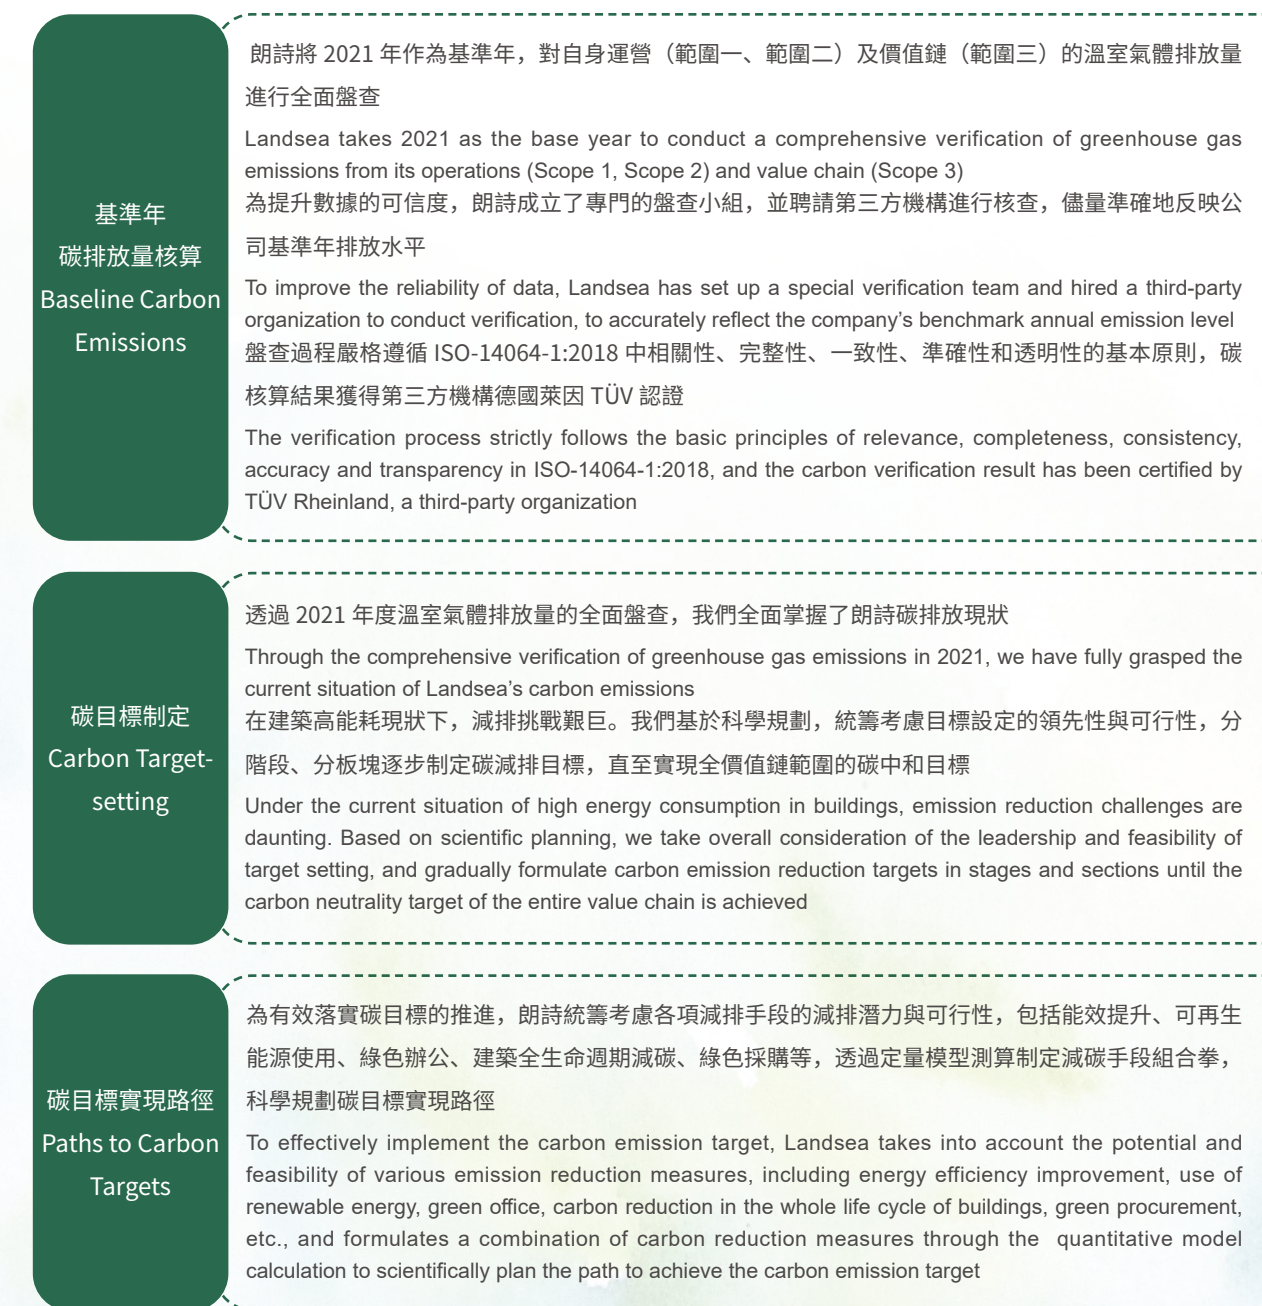 基準年
碳排放量核算
Baseline Carbon
Emissions
朗詩將 2021 年作為基準年，對自身運營（範圍一、範圍二）及價值鏈（範圍三）的溫室氣體排放量
進行全面盤查
Landsea takes 2021 as the base year to conduct a comprehensive verification of greenhouse gas
emissions from its operations (Scope 1, Scope 2) and value chain (Scope 3)
為提升數據的可信度，朗詩成立了專門的盤查小組，並聘請第三方機構進行核查，儘量準確地反映公
司基準年排放水平
To improve the reliability of data, Landsea has set up a special verification team and hired a third-party
organization to conduct verification, to accurately reflect the company’s benchmark annual emission level
盤查過程嚴格遵循 ISO-14064-1:2018 中相關性、完整性、一致性、準確性和透明性的基本原則，碳
核算結果獲得第三方機構德國萊因 TÜV 認證
The verification process strictly follows the basic principles of relevance, completeness, consistency,
accuracy and transparency in ISO-14064-1:2018, and the carbon verification result has been certified by
TÜV Rheinland, a third-party organization
碳目標制定
Carbon Target-
setting
透過 2021 年度溫室氣體排放量的全面盤查，我們全面掌握了朗詩碳排放現狀
Through the comprehensive verification of greenhouse gas emissions in 2021, we have fully grasped the
current situation of Landsea’s carbon emissions
在建築高能耗現狀下，減排挑戰艱巨。我們基於科學規劃，統籌考慮目標設定的領先性與可行性，分
階段、分板塊逐步制定碳減排目標，直至實現全價值鏈範圍的碳中和目標
Under the current situation of high energy consumption in buildings, emission reduction challenges are
daunting. Based on scientific planning, we take overall consideration of the leadership and feasibility of
target setting, and gradually formulate carbon emission reduction targets in stages and sections until the
carbon neutrality target of the entire value chain is achieved
碳目標實現路徑
Paths to Carbon
Targets
為有效落實碳目標的推進，朗詩統籌考慮各項減排手段的減排潛力與可行性，包括能效提升、可再生
能源使用、綠色辦公、建築全生命週期減碳、綠色採購等，透過定量模型測算制定減碳手段組合拳，
科學規劃碳目標實現路徑
To effectively implement the carbon emission target, Landsea takes into account the potential and
feasibility of various emission reduction measures, including energy efficiency improvement, use of
renewable energy, green office, carbon reduction in the whole life cycle of buildings, green procurement,
etc., and formulates a combination of carbon reduction measures through the quantitative model
calculation to scientifically plan the path to achieve the carbon emission target